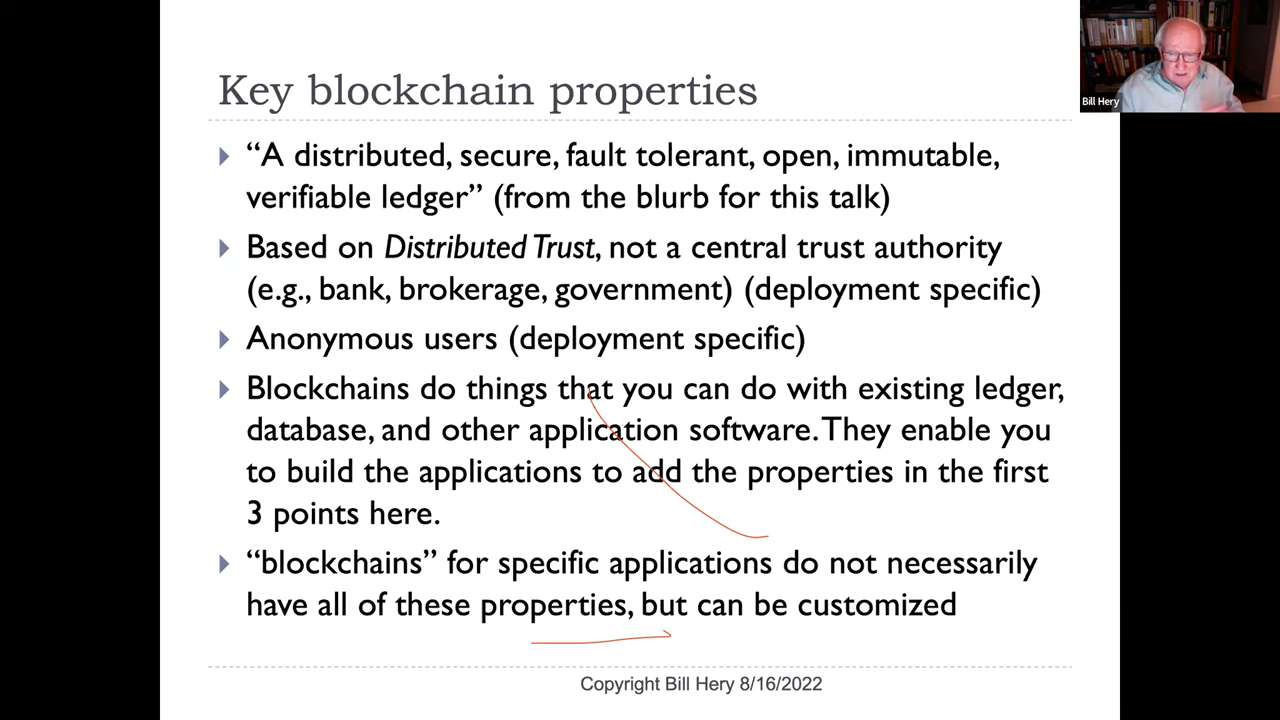 Key blockchain properties
Bill Hery
“A distributed, secure, fault tolerant, open, immutable,
verifiable ledger” (from the blurb for this talk)
Based on Distributed Trust, not a central trust authority
(e.g., bank, brokerage, government) (deployment specific)
Anonymous users (deployment specific)
Blockchains do things that you can do with existing ledger,
database, and other application software. They enable you
to build the applications to add the properties in the first
3 points here.
“blockchains” for specific applications do not necessarily
have all of these properties, but can be customized
Copyright Bill Hery 8/16/2022